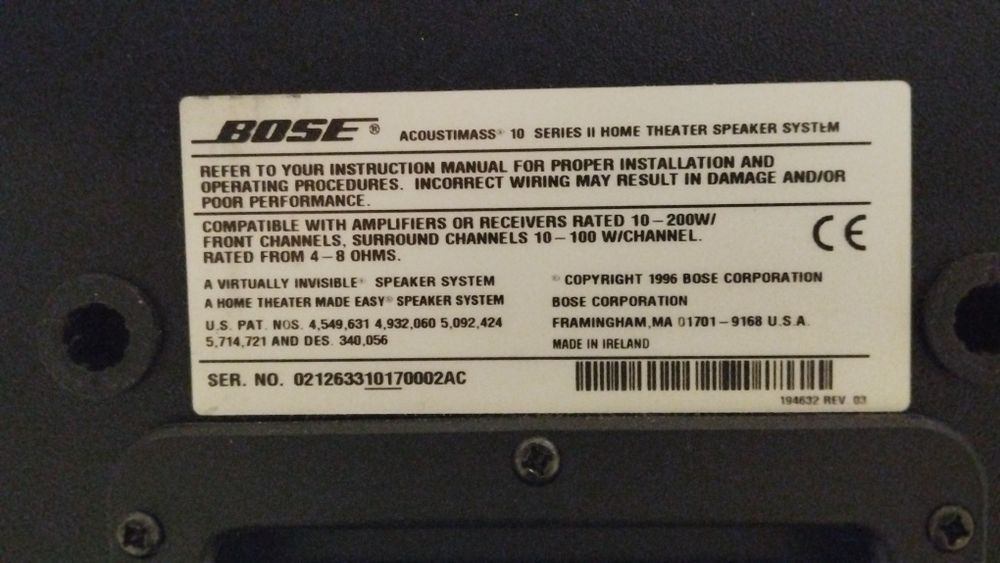 BOSE® ACOUSTIMASS® 10 SERIES II HOME THEATER SPEAKER SYSTEM
REFER TO YOUR INSTRUCTION MANUAL FOR PROPER INSTALLATION AND
OPERATING PROCEDURES. INCORRECT WIRING MAY RESULT IN DAMAGE AND/OR
POOR PERFORMANCE.
COMPATIBLE WITH AMPLIFIERS OR RECEIVERS RATED 10-200W/
FRONT CHANNELS, SURROUND CHANNELS 10-100 W/CHANNEL.
RATED FROM 4-8 OHMS.
CE
A VIRTUALLY INVISIBLE® SPEAKER SYSTEM
A HOME THEATER MADE EASY® SPEAKER SYSTEM
U.S. PAT. NOS. 4,549,631 4,932,060 5,092,424
5,714,721 AND DES. 340,056
© COPYRIGHT 1996 BOSE CORPORATION
BOSE CORPORATION
FRAMINGHAM,MA 01701-9168 U.S.A.
MADE IN IRELAND
SER. NO. 021263310170002AC
194632 REV 03